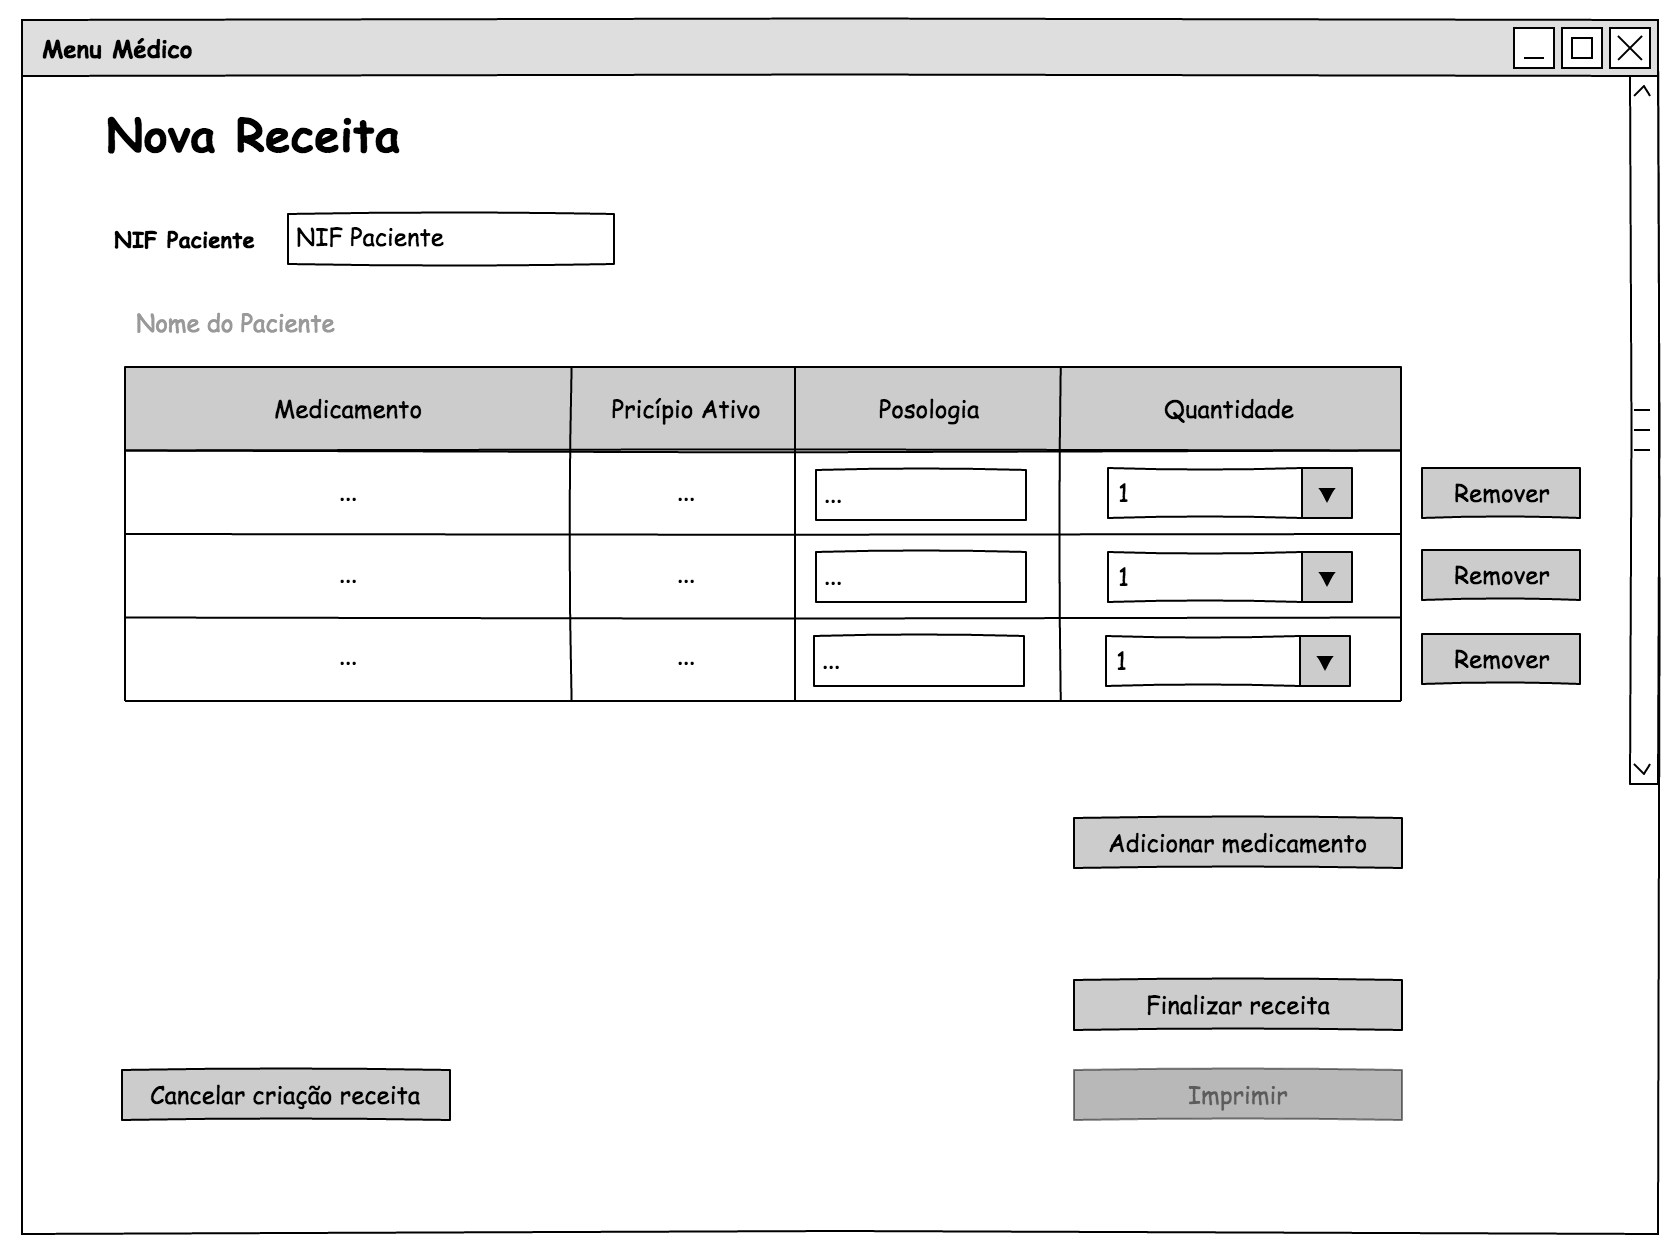 Menu Médico
Nova Receita
NIF Paciente NIF Paciente
Nome do Paciente
Medicamento Pricípio Ativo Posologia Quantidade
... ... ... 1 Remover
... ... ... 1 Remover
... ... ... 1 Remover
Adicionar medicamento
Finalizar receita
Cancelar criação receita Imprimir